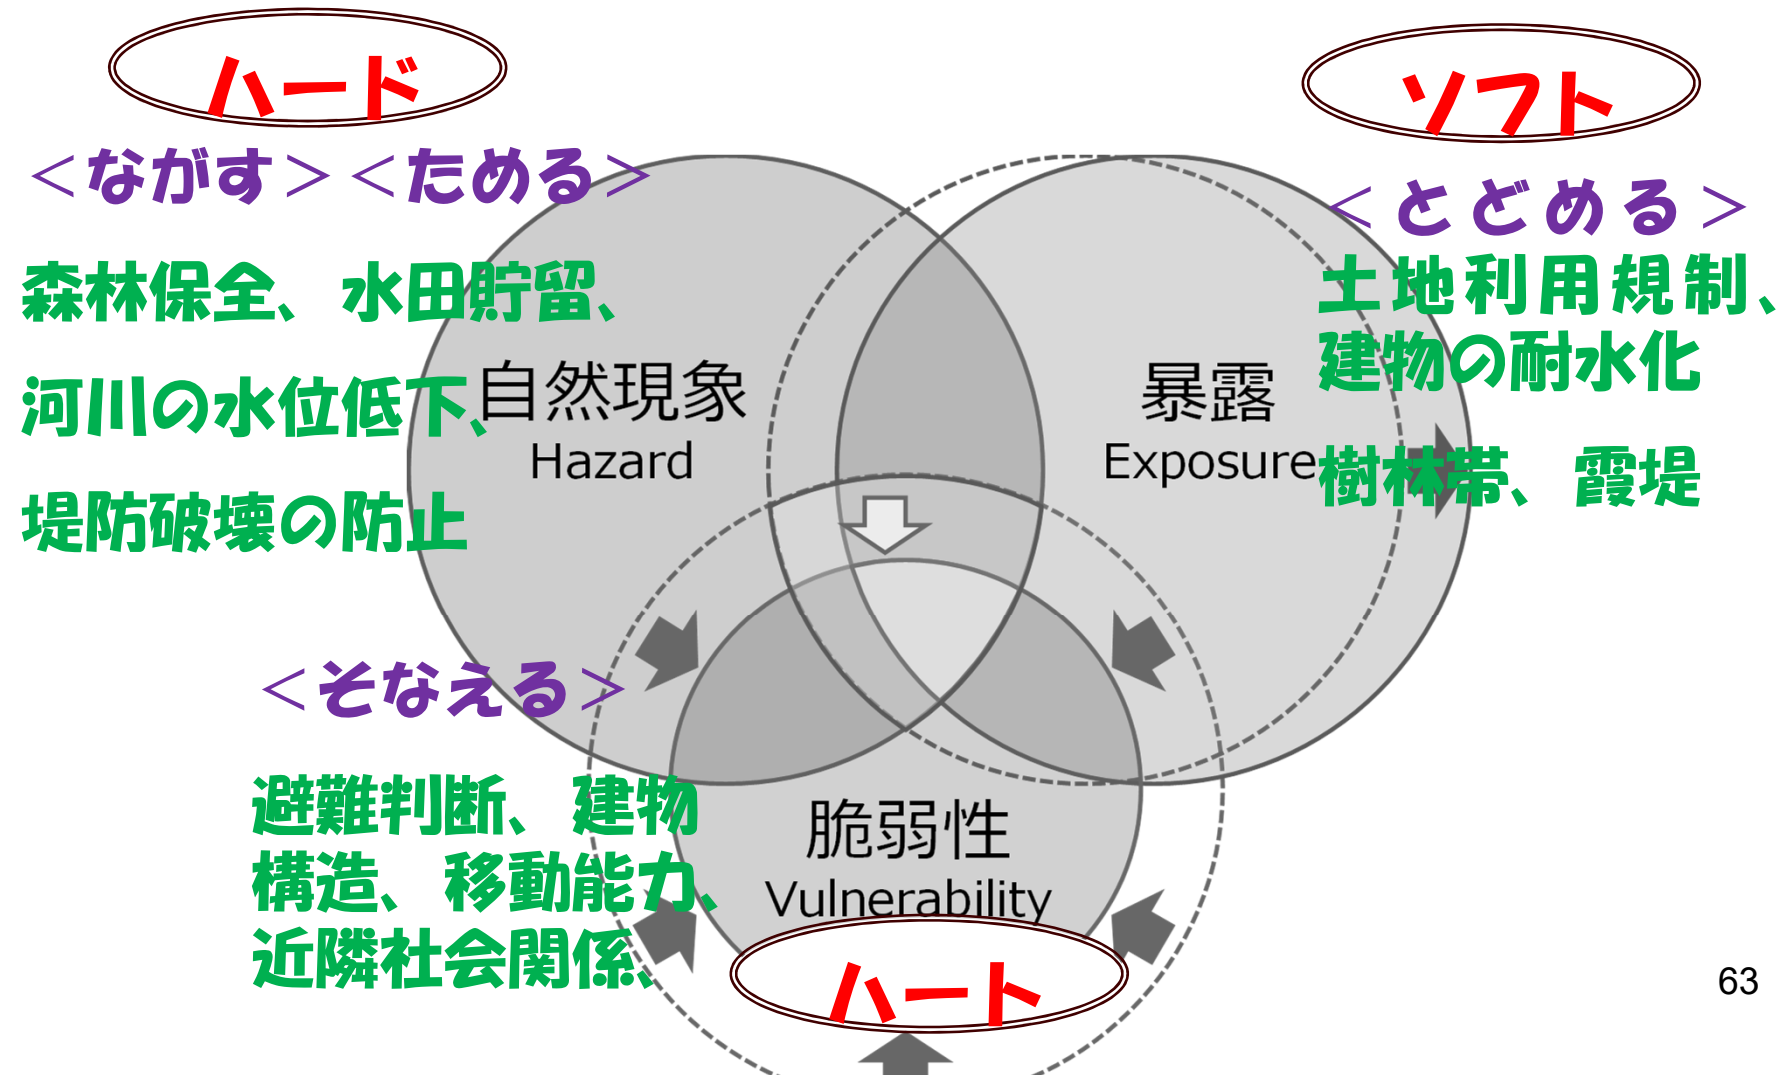 ハード
<ながす><ためる>
森林保全、水田貯留、
河川の水位低下、
堤防破壊の防止
ソフト
<とどめる>
土地利用規制、
建物の耐水化
樹林帯、霞堤
自然現象
Hazard
暴露
Exposure
<そなえる>
避難判断、建物
構造、移動能力、
近隣社会関係、
脆弱性
Vulnerability
ハート
63